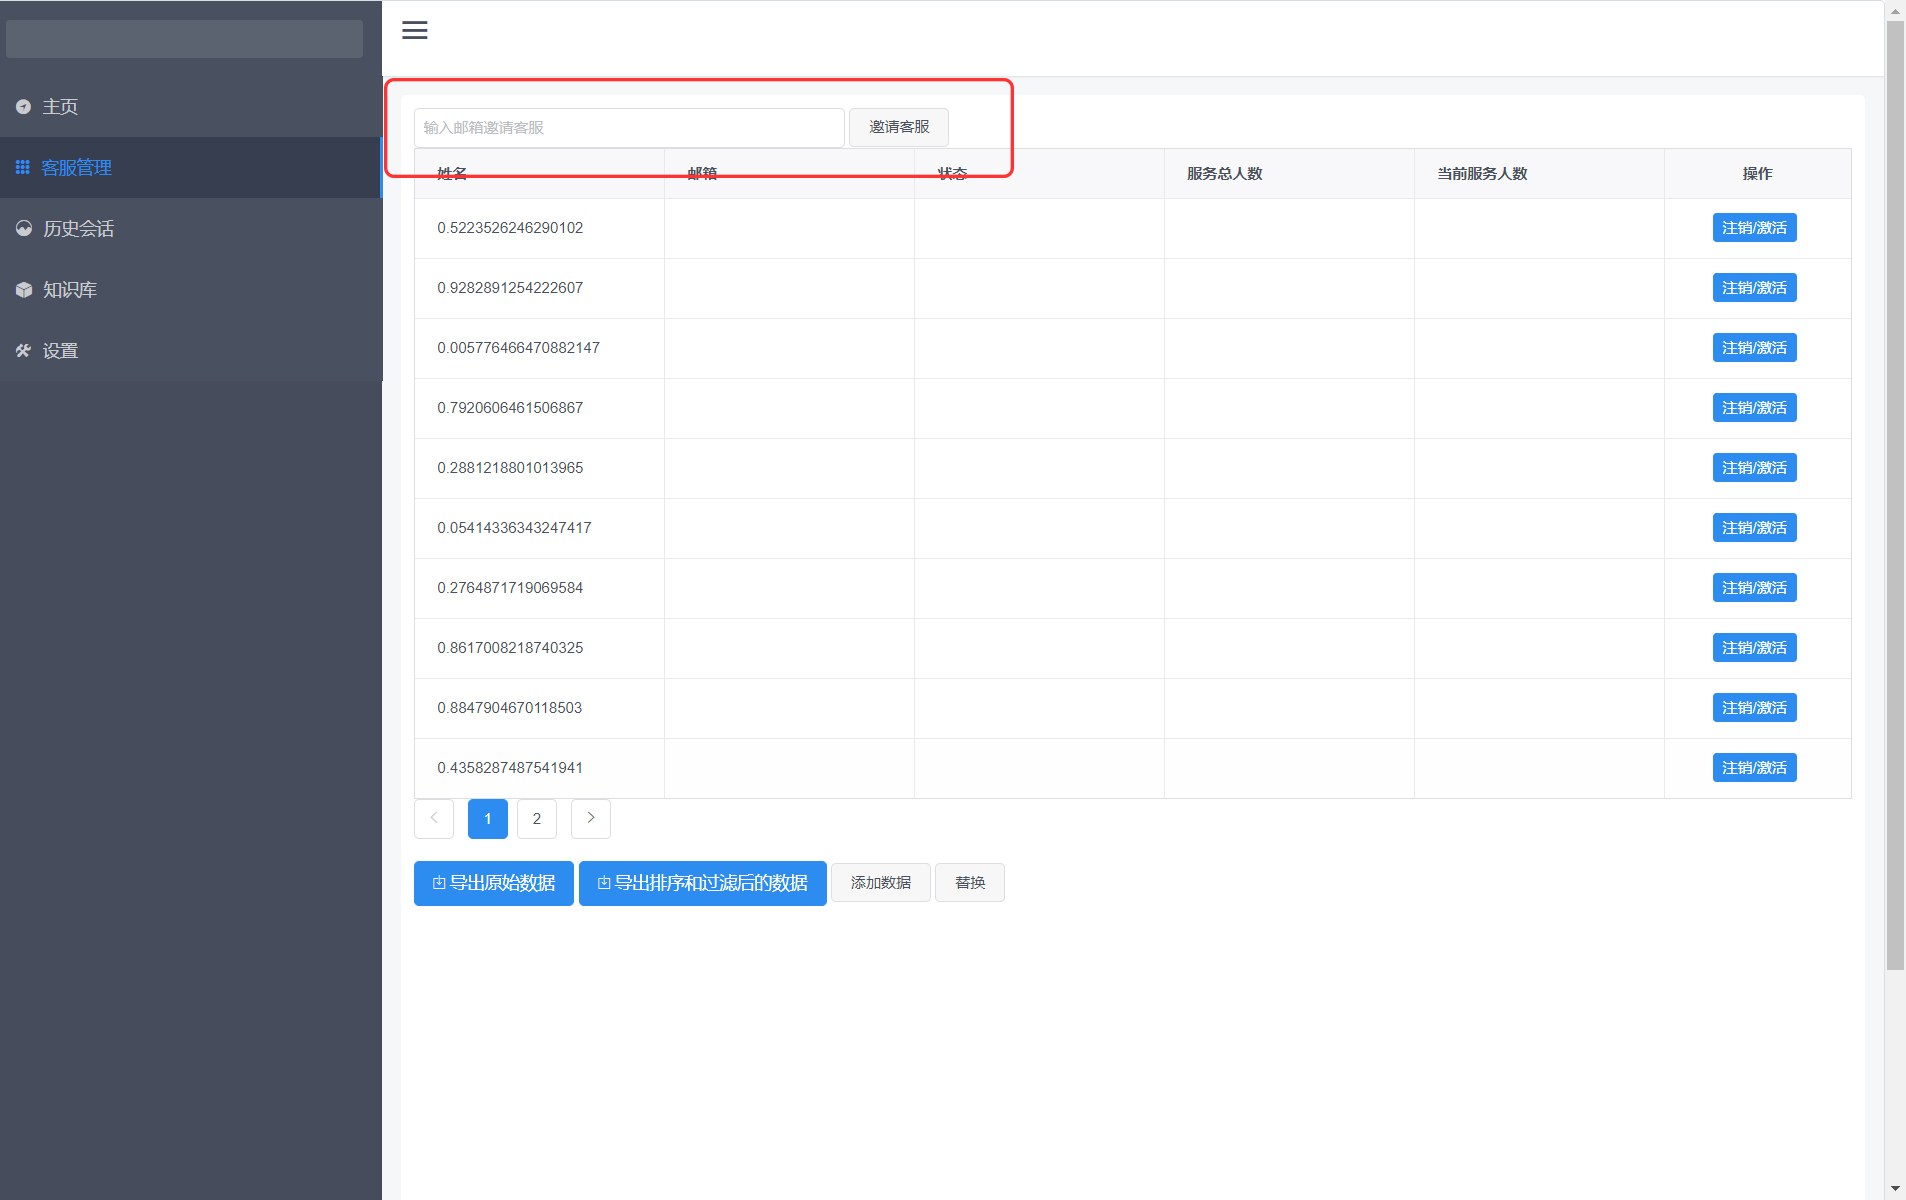 主页
客服管理
历史会话
知识库
设置
输入邮箱邀请客服 邀请客服
姓名 邮箱 状态 服务总人数 当前服务人数 操作
0.5223526246290102 注销/激活
0.9282891254222607 注销/激活
0.005776466470882147 注销/激活
0.7920606461506867 注销/激活
0.2881218801013965 注销/激活
0.05414336343247417 注销/激活
0.2764871719069584 注销/激活
0.8617008218740325 注销/激活
0.8847904670118503 注销/激活
0.4358287487541941 注销/激活
1 2
导出原始数据 导出排序和过滤后的数据 添加数据 替换